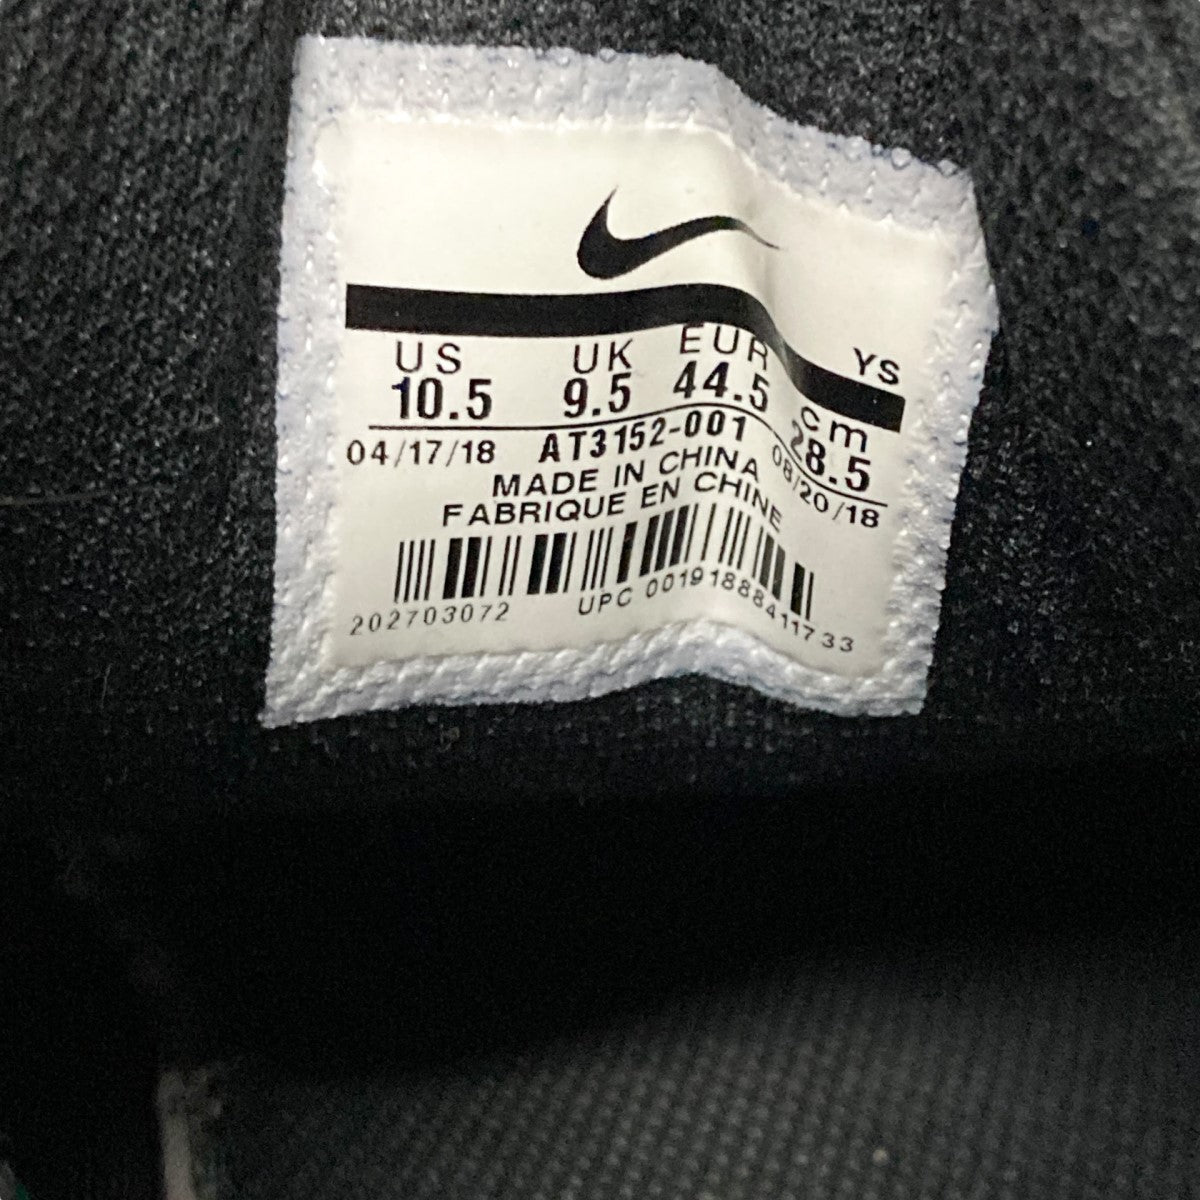 YS
US UK EUR cm
10.5 9.5 44.5 28.5
04/17/18 AT3152-001 08/20/18
MADE IN CHINA
FABRIQUE EN CHINE
202703072 UPC 00191888411733